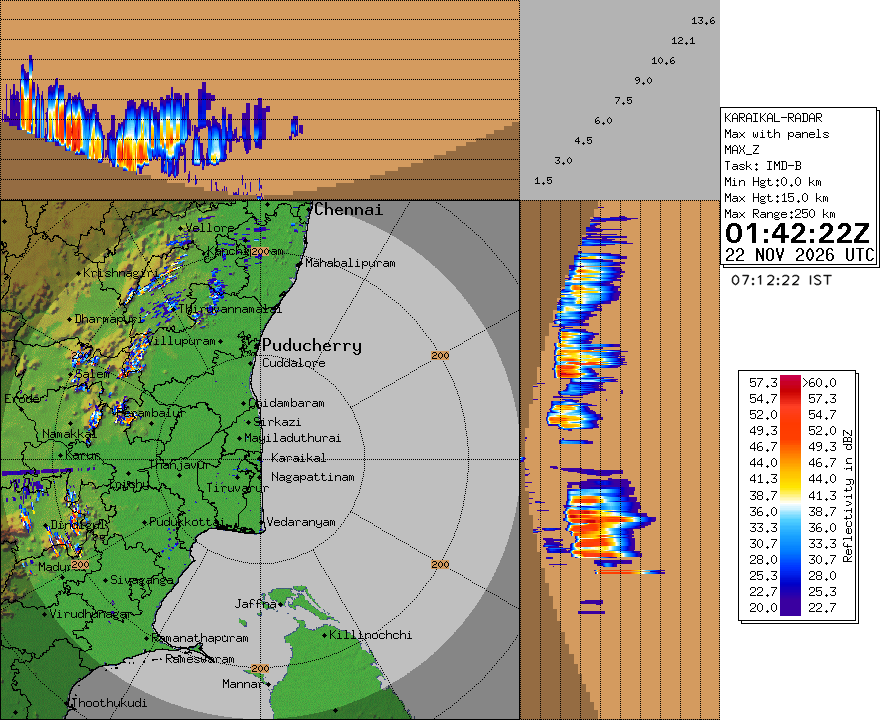 13.6
12.1
10.6
9.0
7.5
6.0
4.5
3.0
1.5
KARAIKAL-RADAR
Max with panels
MAX_Z
Task: IMD-B
Min Hgt:0.0 km
Max Hgt:15.0 km
Max Range:250 km
01:42:22Z
22 NOV 2026 UTC
07:12:22 IST
Chennai
Vellore
200
Mahabalipuram
Krishnagiri
Thiruvannamalai
Dharmapuri
Villupuram
Puducherry
200
Cuddalore
Salem
Erode
Chidambaram
Perambalur
Sirkazi
Namakkal
Mayiladuthurai
Karur
Karaikal
Thanjavur
Nagapattinam
Tiruvarur
Dindigul
Pudukkottai
Vedaranyam
200
200
Madur
Sivaganga
Jaffna
Virudhunagar
Killinochchi
Ramanathapuram
Rameswaram
200
Mannar
Thoothukudi
57.3 >60.0
54.7 57.3
52.0 54.7
49.3 52.0
46.7 49.3
44.0 46.7
41.3 44.0
38.7 41.3
36.0 38.7
33.3 36.0
30.7 33.3
28.0 30.7
25.3 28.0
22.7 25.3
20.0 22.7
Reflectivity in dBZ